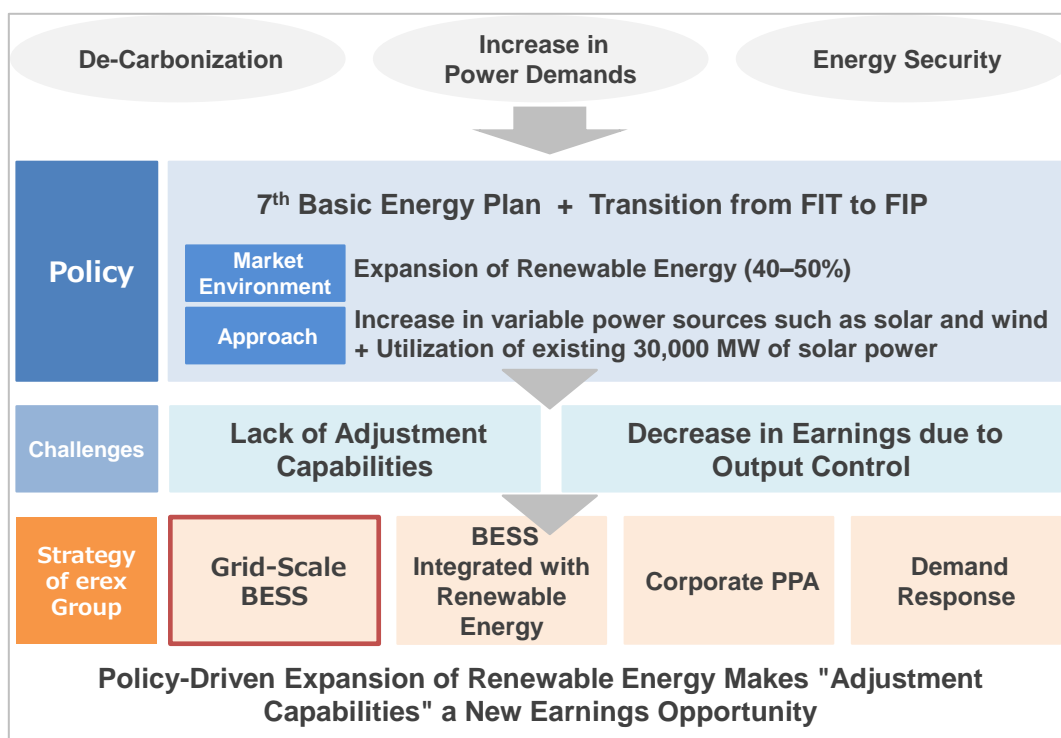 De-Carbonization
Increase in
Power Demands
Energy Security
Policy
7th Basic Energy Plan + Transition from FIT to FIP
Market
Environment
Expansion of Renewable Energy (40–50%)
Approach
Increase in variable power sources such as solar and wind
+ Utilization of existing 30,000 MW of solar power
Challenges
Lack of Adjustment
Capabilities
Decrease in Earnings due to
Output Control
Strategy
of erex
Group
Grid-Scale
BESS
BESS
Integrated with
Renewable
Energy
Corporate PPA
Demand
Response
Policy-Driven Expansion of Renewable Energy Makes "Adjustment
Capabilities" a New Earnings Opportunity